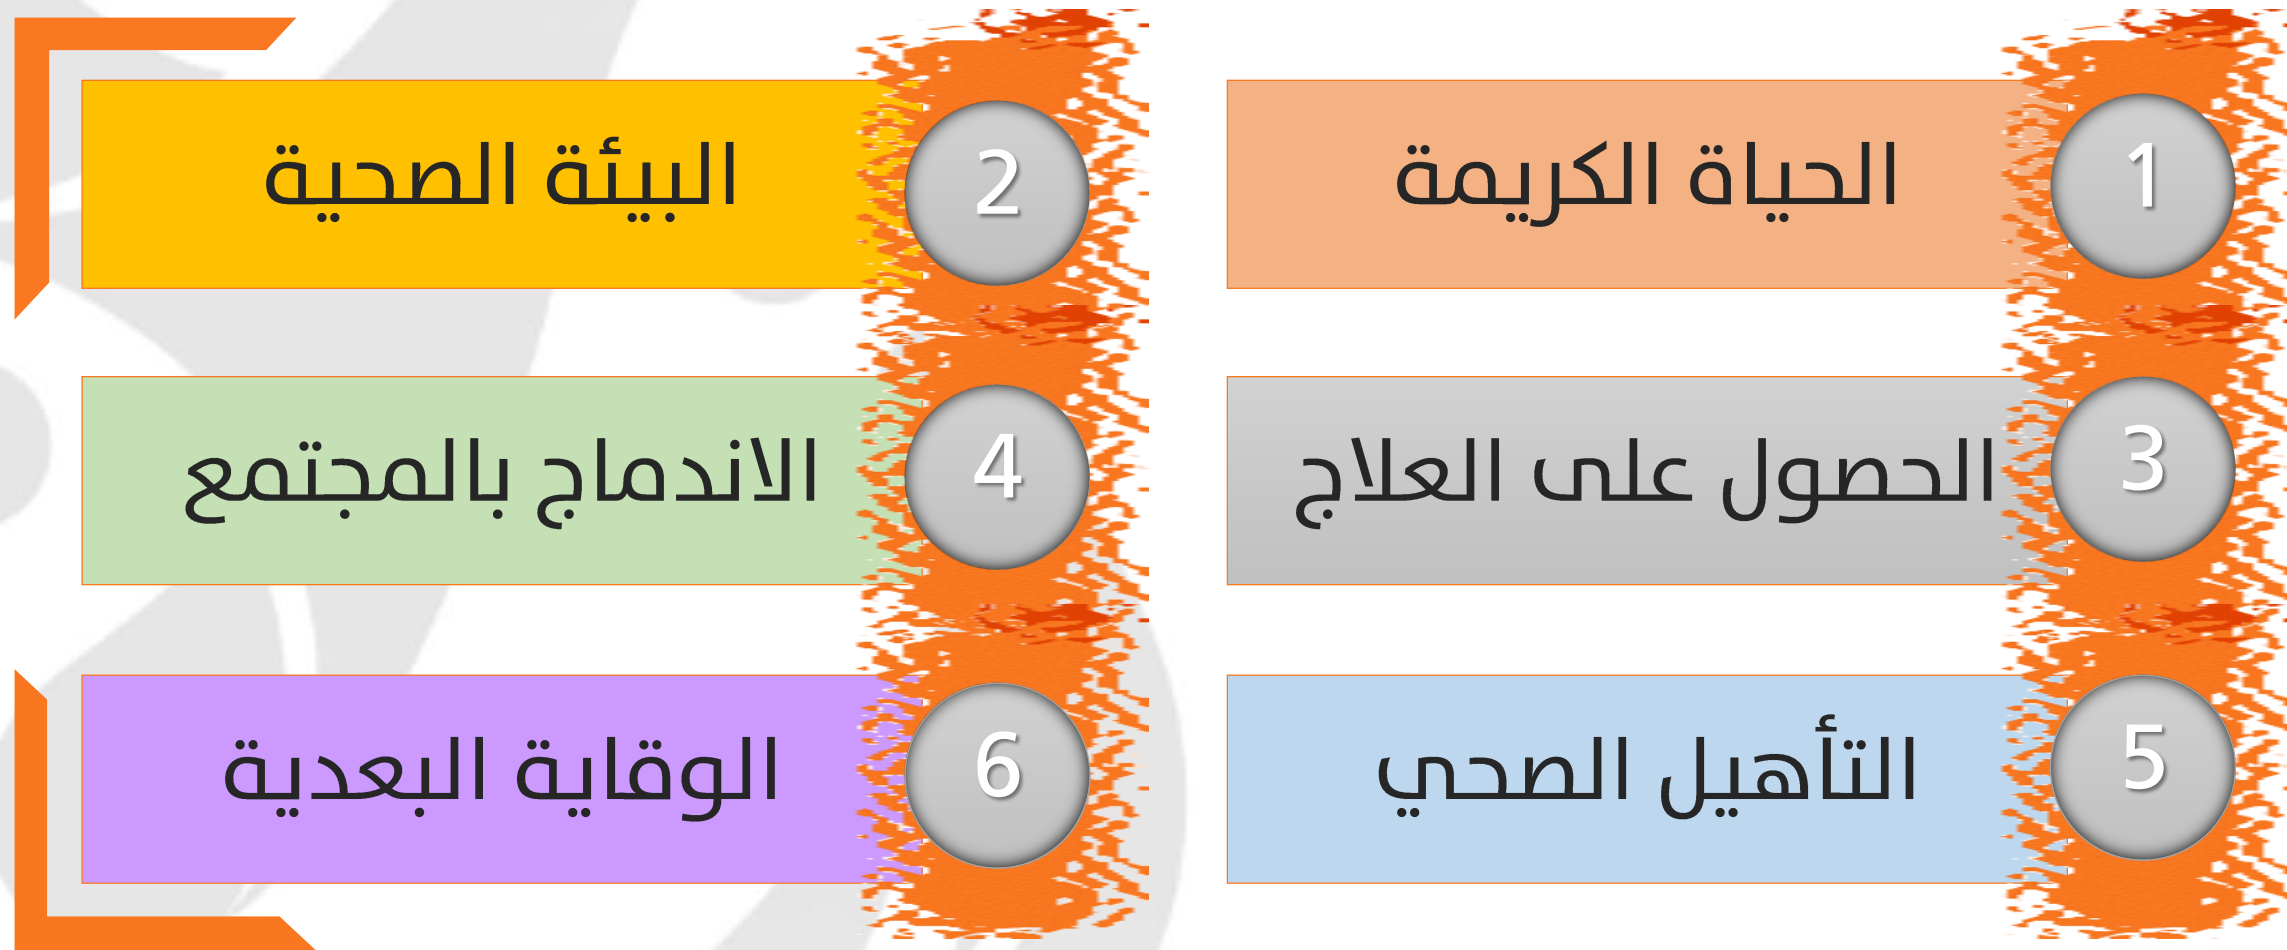 1
الحياة الكريمة
2
البيئة الصحية
3
الحصول على العلاج
4
الاندماج بالمجتمع
5
التأهيل الصحي
6
الوقاية البعدية